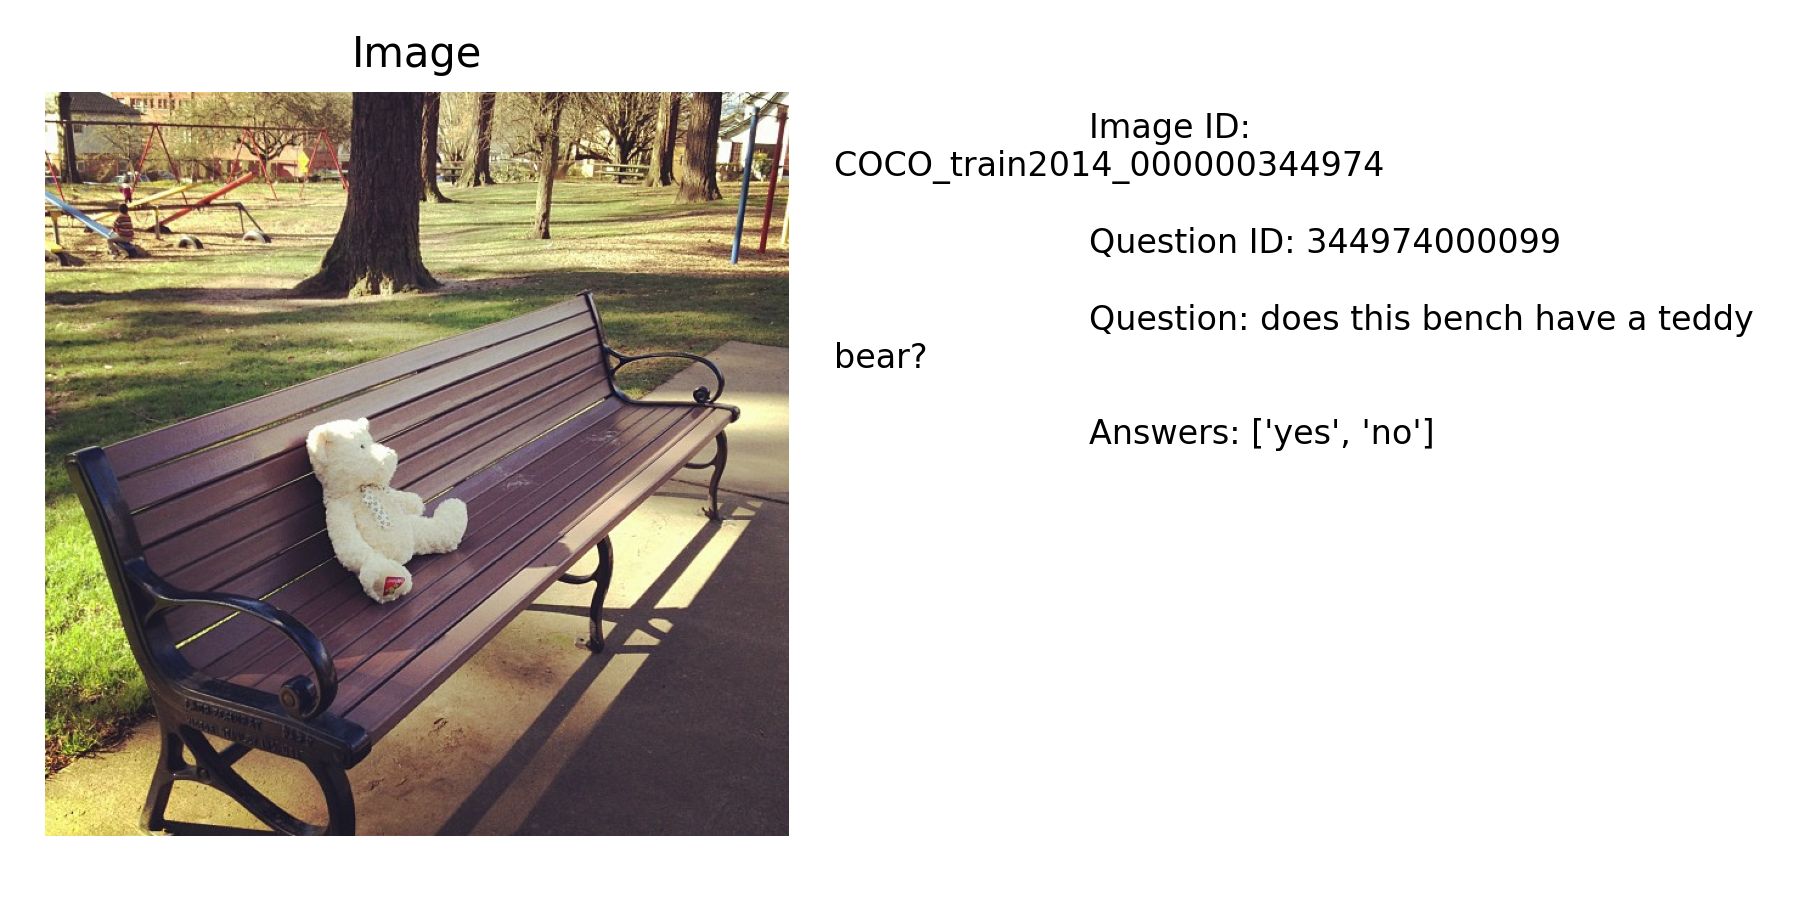 Image
Image ID:
COCO_train2014_000000344974
Question ID: 344974000099
Question: does this bench have a teddy
bear?
Answers: ['yes', 'no']